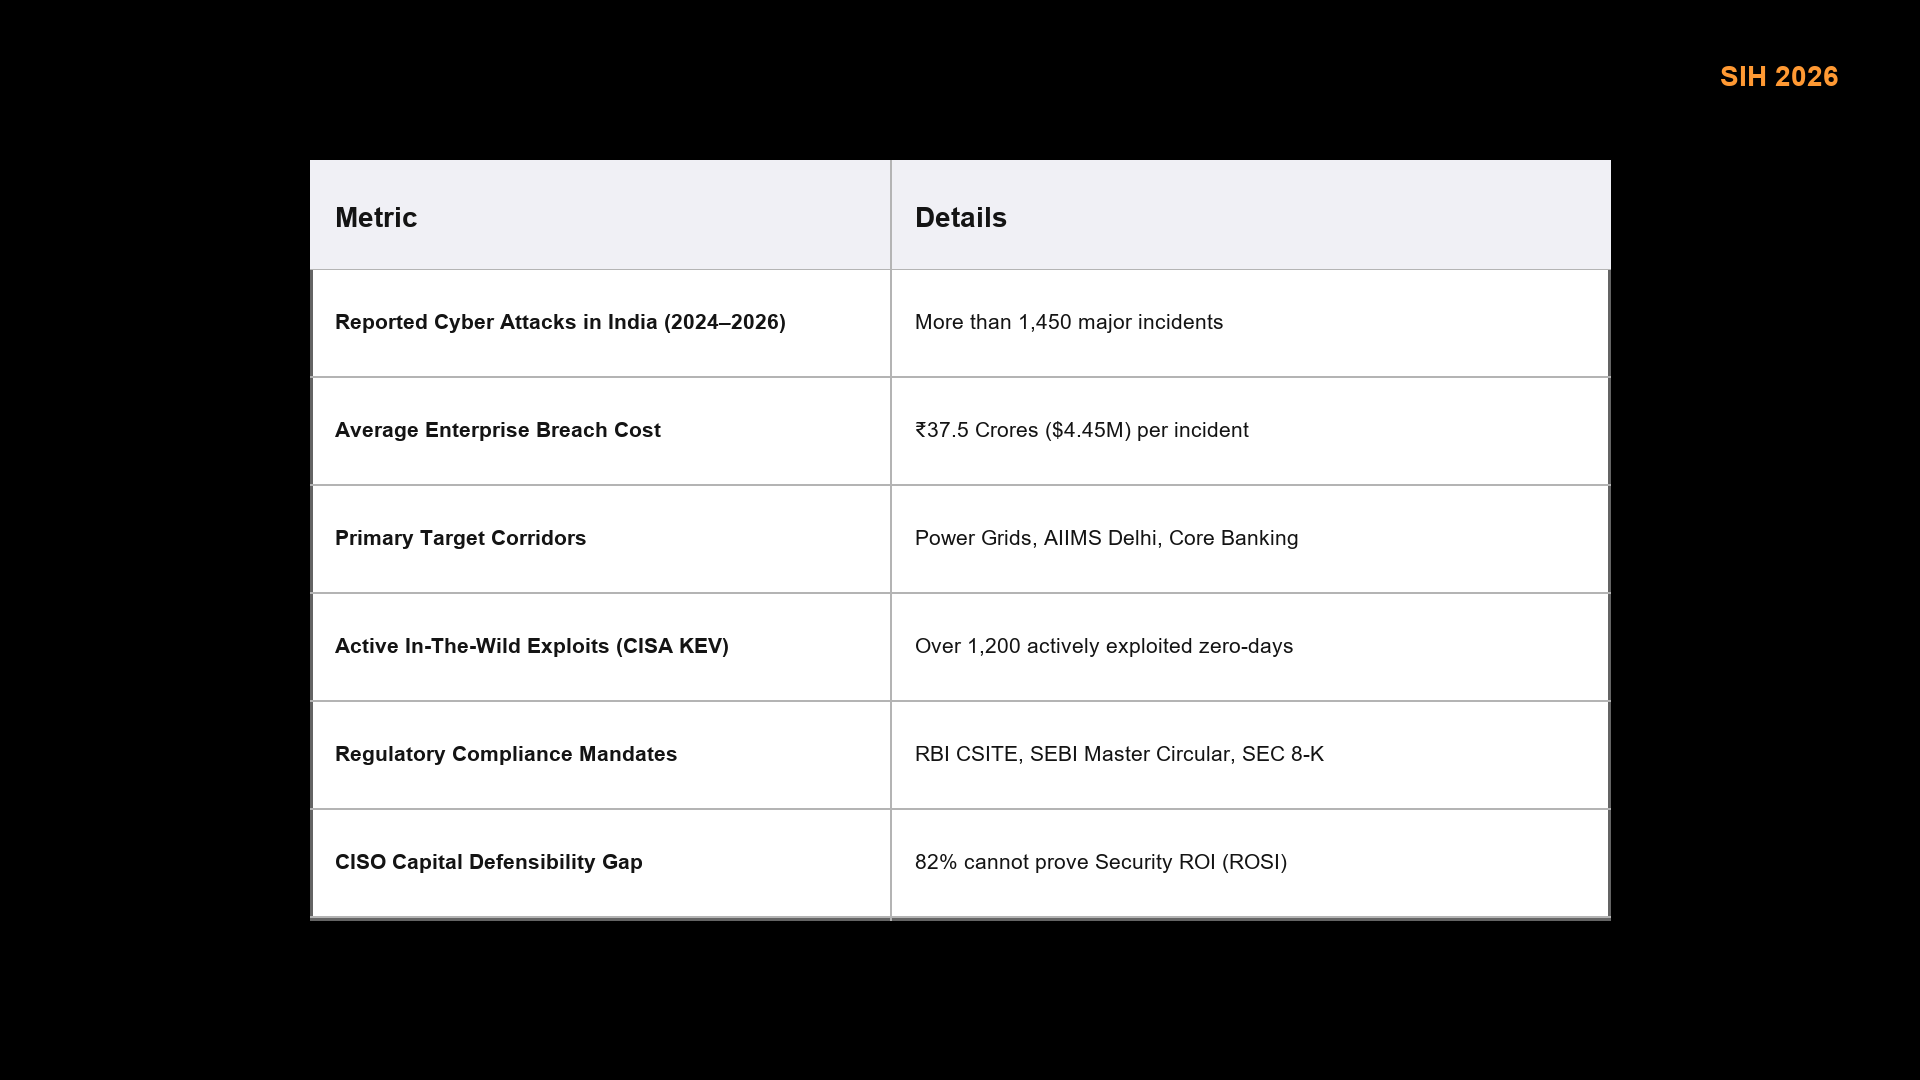 SIH 2026
Metric
Details
Reported Cyber Attacks in India (2024–2026)
More than 1,450 major incidents
Average Enterprise Breach Cost
₹37.5 Crores ($4.45M) per incident
Primary Target Corridors
Power Grids, AIIMS Delhi, Core Banking
Active In-The-Wild Exploits (CISA KEV)
Over 1,200 actively exploited zero-days
Regulatory Compliance Mandates
RBI CSITE, SEBI Master Circular, SEC 8-K
CISO Capital Defensibility Gap
82% cannot prove Security ROI (ROSI)